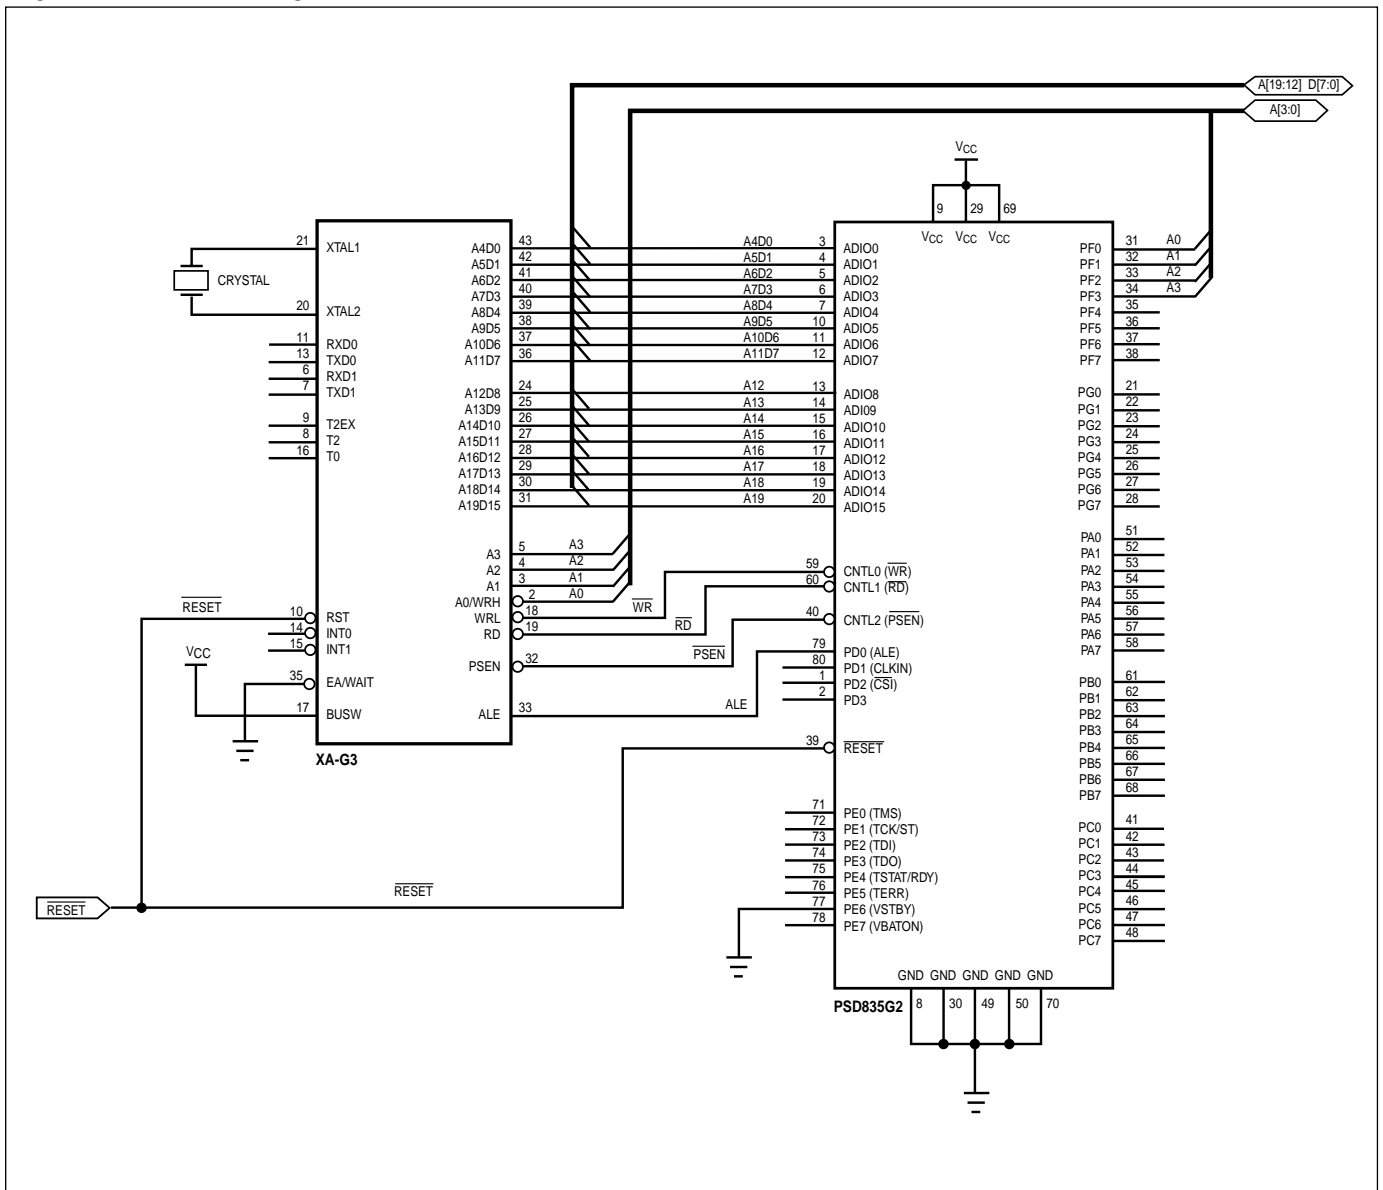 A[19:12] D[7:0]
A[3:0]
VCC
9 29 69
VCC VCC VCC
21 XTAL1
CRYSTAL
20 XTAL2
11 RXD0
13 TXD0
6 RXD1
7 TXD1
9 T2EX
8 T2
16 T0
RESET
10 RST
14 INT0
15 INT1
VCC
35 EA/WAIT
17 BUSW
XA-G3
A4D0 43 A4D0 3 ADIO0
A5D1 42 A5D1 4 ADIO1
A6D2 41 A6D2 5 ADIO2
A7D3 40 A7D3 6 ADIO3
A8D4 39 A8D4 7 ADIO4
A9D5 38 A9D5 10 ADIO5
A10D6 37 A10D6 11 ADIO6
A11D7 36 A11D7 12 ADIO7
A12D8 24 A12 13 ADIO8
A13D9 25 A13 14 ADI09
A14D10 26 A14 15 ADIO10
A15D11 27 A15 16 ADIO11
A16D12 28 A16 17 ADIO12
A17D13 29 A17 18 ADIO13
A18D14 30 A18 19 ADIO14
A19D15 31 A19 20 ADIO15
A3 5 A3
A2 4 A2
A1 3 A1
A0/WRH 2 A0
WRL 18 WR 59 CNTL0 (WR)
RD 19 RD 60 CNTL1 (RD)
PSEN 32 PSEN 40 CNTL2 (PSEN)
ALE 33 ALE 79 PD0 (ALE)
80 PD1 (CLKIN)
1 PD2 (CSI)
2 PD3
39 RESET
71 PE0 (TMS)
72 PE1 (TCK/ST)
73 PE2 (TDI)
74 PE3 (TDO)
75 PE4 (TSTAT/RDY)
76 PE5 (TERR)
77 PE6 (VSTBY)
78 PE7 (VBATON)
RESET
RESET
PF0 31 A0
PF1 32 A1
PF2 33 A2
PF3 34 A3
PF4 35
PF5 36
PF6 37
PF7 38
PG0 21
PG1 22
PG2 23
PG3 24
PG4 25
PG5 26
PG6 27
PG7 28
PA0 51
PA1 52
PA2 53
PA3 54
PA4 55
PA5 56
PA6 57
PA7 58
PB0 61
PB1 62
PB2 63
PB3 64
PB4 65
PB5 66
PB6 67
PB7 68
PC0 41
PC1 42
PC2 43
PC3 44
PC4 45
PC5 46
PC6 47
PC7 48
GND GND GND GND GND
PSD835G2
8 30 49 50 70